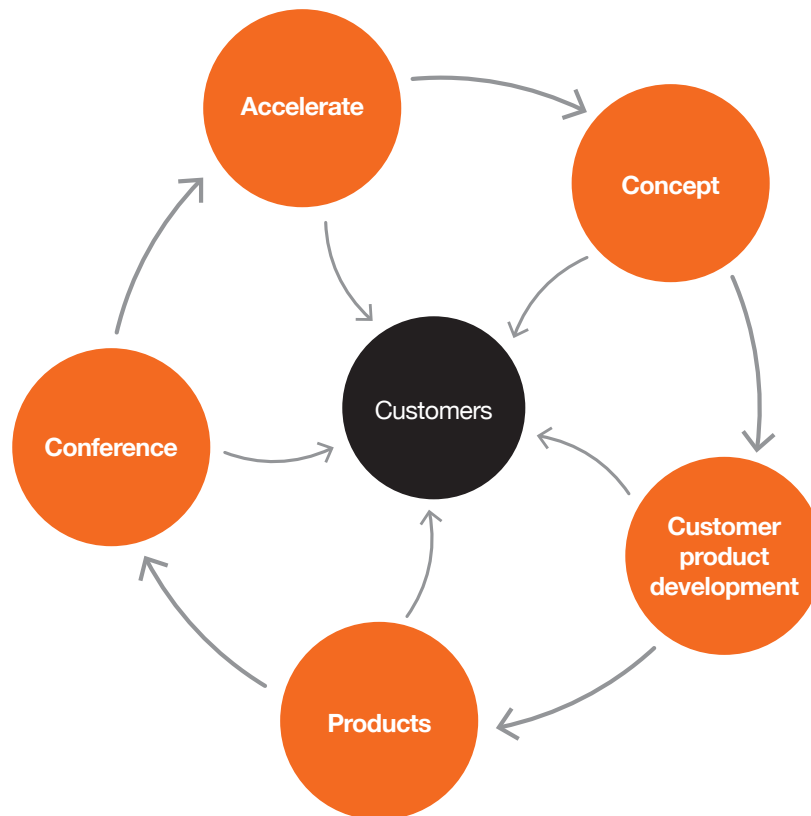 Accelerate
Concept
Customers
Conference
Customer
product
development
Products